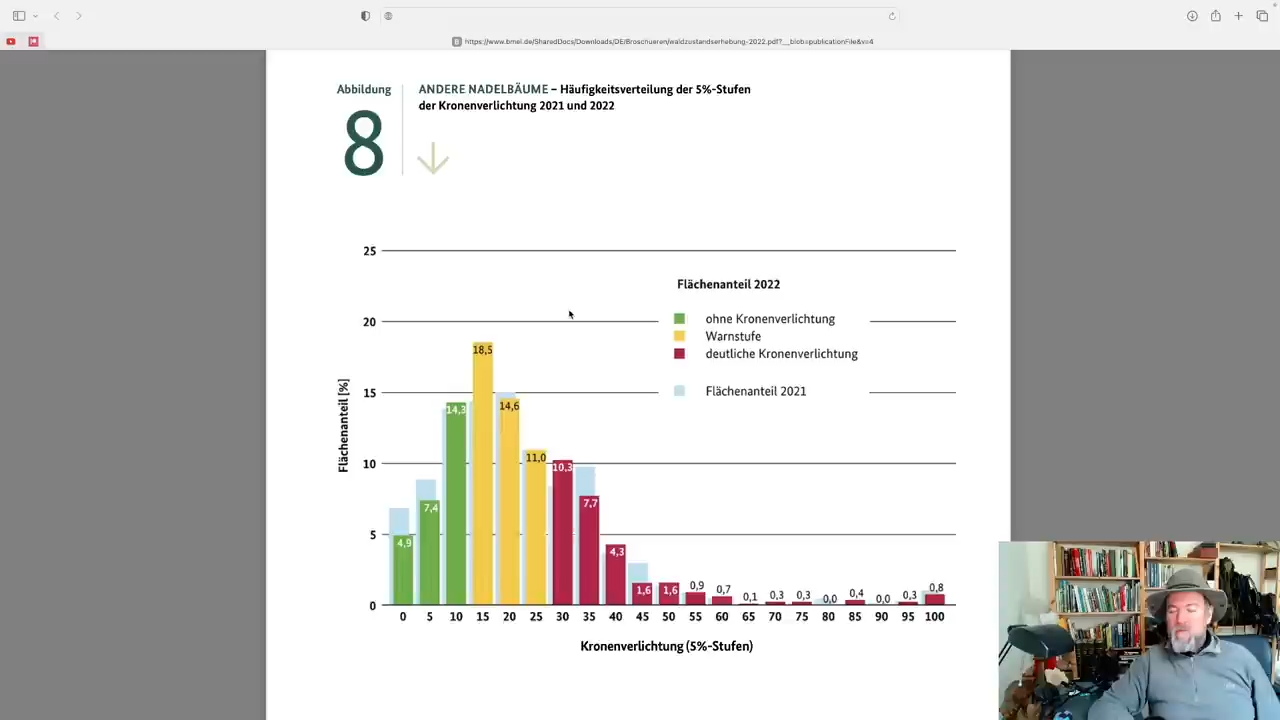 https://www.bmel.de/SharedDocs/Downloads/DE/Broschueren/waldzustandserhebung-2022.pdf?__blob=publicationFile&v=4
Abbildung
8
ANDERE NADELBÄUME – Häufigkeitsverteilung der 5%-Stufen
der Kronenverlichtung 2021 und 2022
25
20
15
10
5
0
Flächenanteil [%]
Flächenanteil 2022
ohne Kronenverlichtung
Warnstufe
deutliche Kronenverlichtung
Flächenanteil 2021
4,9 7,4 14,3 18,5 14,6 11,0 10,3 7,7 4,3 1,6 1,6 0,9 0,7 0,1 0,3 0,3 0,0 0,4 0,0 0,3 0,8
0 5 10 15 20 25 30 35 40 45 50 55 60 65 70 75 80 85 90 95 100
Kronenverlichtung (5%-Stufen)